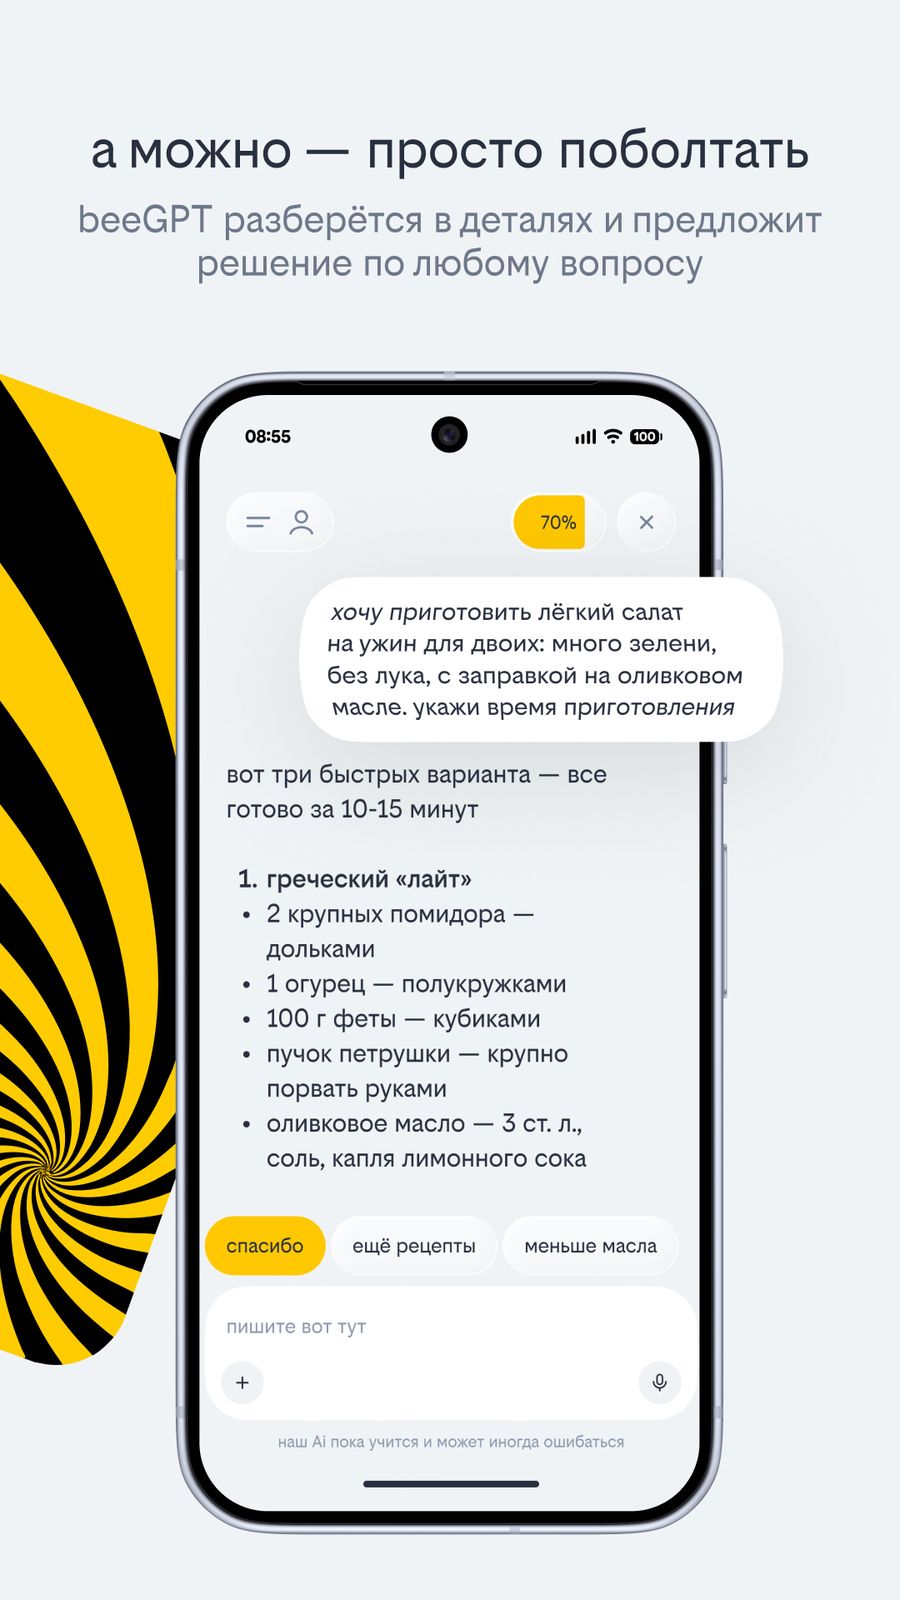 а можно — просто поболтать
beeGPT разберётся в деталях и предложит
решение по любому вопросу
08:55
100
70%
хочу приготовить лёгкий салат
на ужин для двоих: много зелени,
без лука, с заправкой на оливковом
масле. укажи время приготовления
вот три быстрых варианта — все
готово за 10-15 минут
1. греческий «лайт»
• 2 крупных помидора —
дольками
• 1 огурец — полукружками
• 100 г феты — кубиками
• пучок петрушки — крупно
порвать руками
• оливковое масло — 3 ст. л.,
соль, капля лимонного сока
спасибо
ещё рецепты
меньше масла
пишите вот тут
наш Ai пока учится и может иногда ошибаться